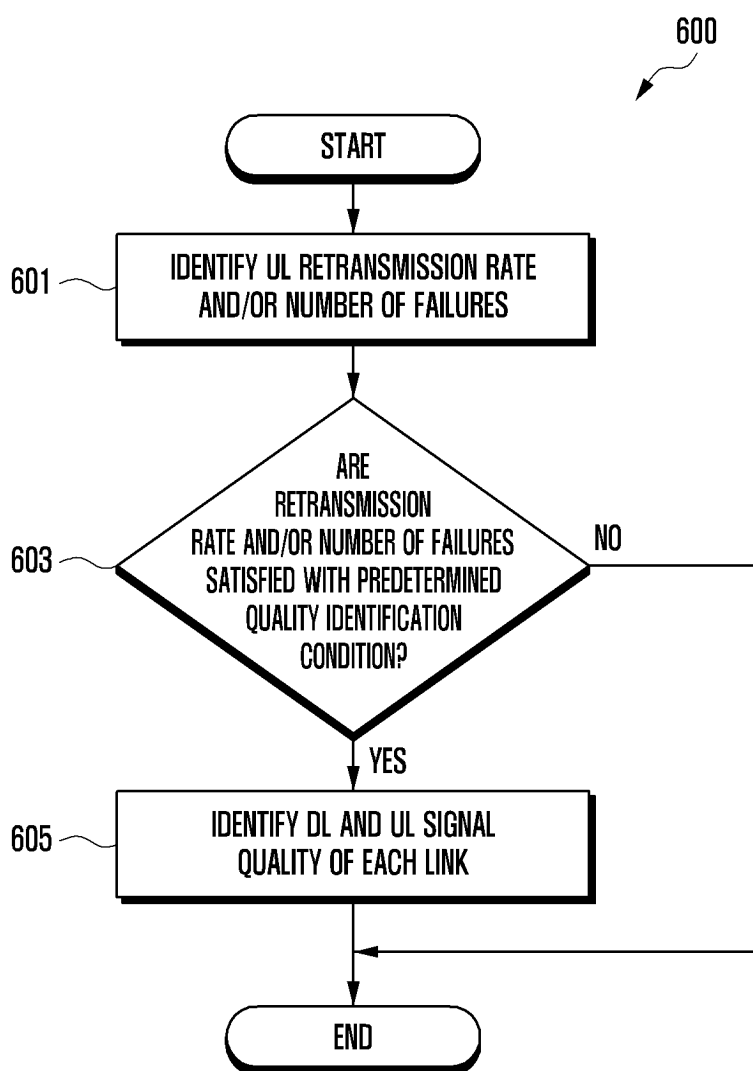 600
START
601
IDENTIFY UL RETRANSMISSION RATE
AND/OR NUMBER OF FAILURES
603
ARE
RETRANSMISSION
RATE AND/OR NUMBER OF FAILURES
SATISFIED WITH PREDETERMINED
QUALITY IDENTIFICATION
CONDITION?
NO
YES
605
IDENTIFY DL AND UL SIGNAL
QUALITY OF EACH LINK
END